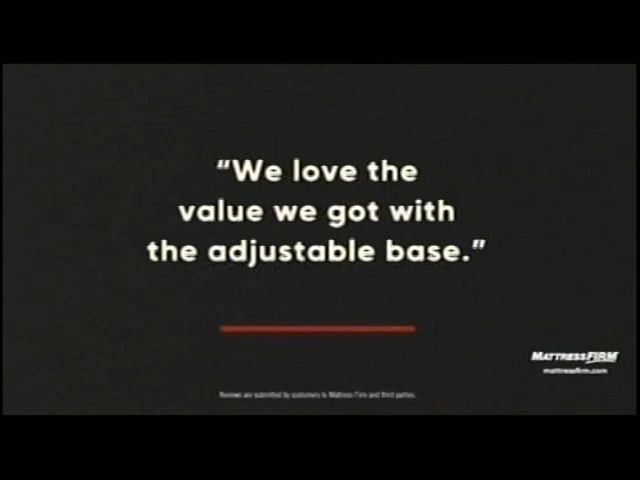 “We love the
value we got with
the adjustable base.”
MATTRESSFIRM
mattressfirm.com
Reviews are submitted by customers to Mattress Firm and third parties.